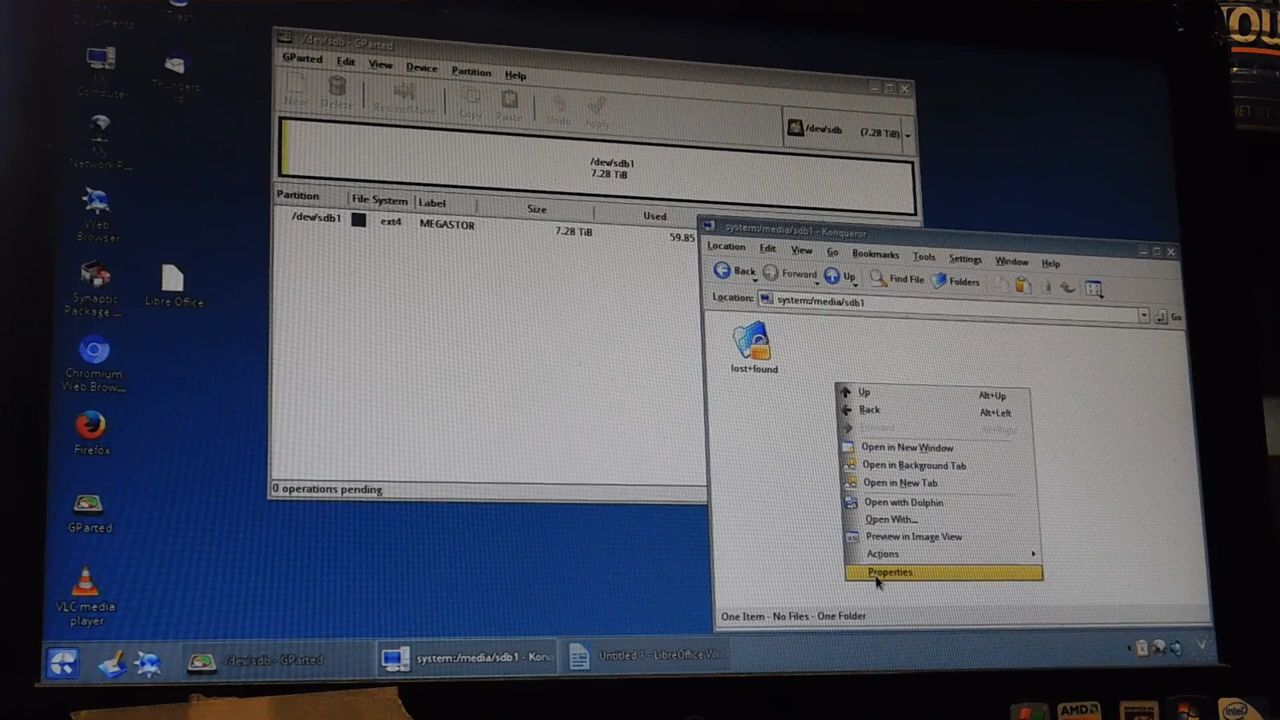 My
Documents
Trash
My
Computer
My
Network P...
Web
Browser
Synaptic
Package ...
Libre Office
Chromium
Web Brow...
Firefox
GParted
VLC media
player
/dev/sdb - GParted
GParted Edit View Device Partition Help
New Delete Resize/Move Copy Paste Undo Apply
/dev/sdb (7.28 TiB)
/dev/sdb1
7.28 TiB
Partition File System Label Size Used
/dev/sdb1 ext4 MEGASTOR 7.28 TiB 59.85
0 operations pending
system:/media/sdb1 - Konqueror
Location Edit View Go Bookmarks Tools Settings Window Help
Back Forward Up Find File Folders
Location: system:/media/sdb1 Go
lost+found
Up Alt+Up
Back Alt+Left
Forward Alt+Right
Open in New Window
Open in Background Tab
Open in New Tab
Open with Dolphin
Open With...
Preview in Image View
Actions
Properties
One Item - No Files - One Folder
/dev/sdb - GParted
system:/media/sdb1 - Konq
Untitled 1 - LibreOffice W
AMD
intel